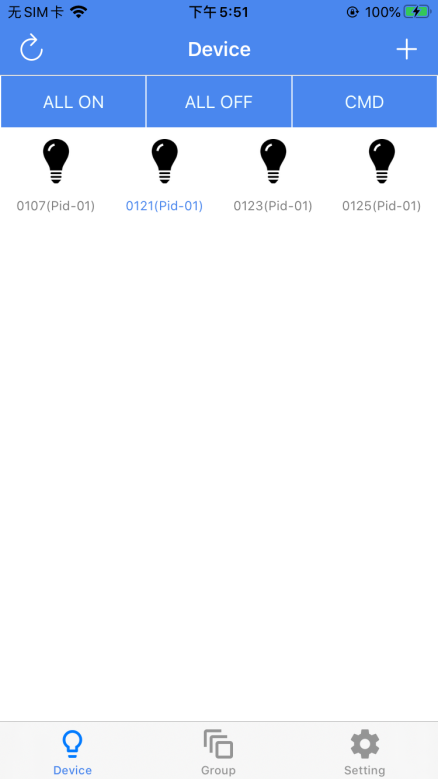 无SIM卡 下午5:51 100%
Device
ALL ON ALL OFF CMD
0107(Pid-01) 0121(Pid-01) 0123(Pid-01) 0125(Pid-01)
Device Group Setting